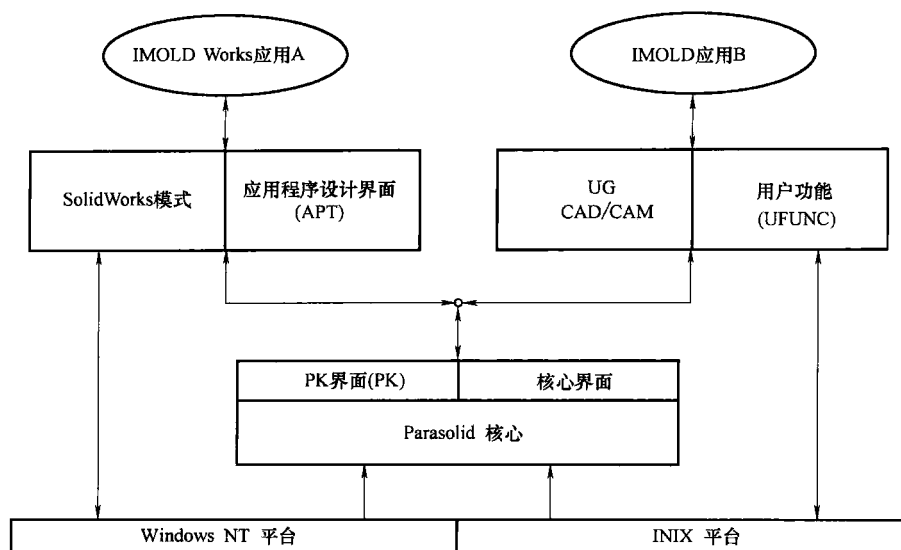 IMOLD Works应用A
IMOLD应用B
SolidWorks模式
应用程序设计界面
(APT)
UG
CAD/CAM
用户功能
(UFUNC)
PK界面(PK)
核心界面
Parasolid 核心
Windows NT 平台
INIX 平台